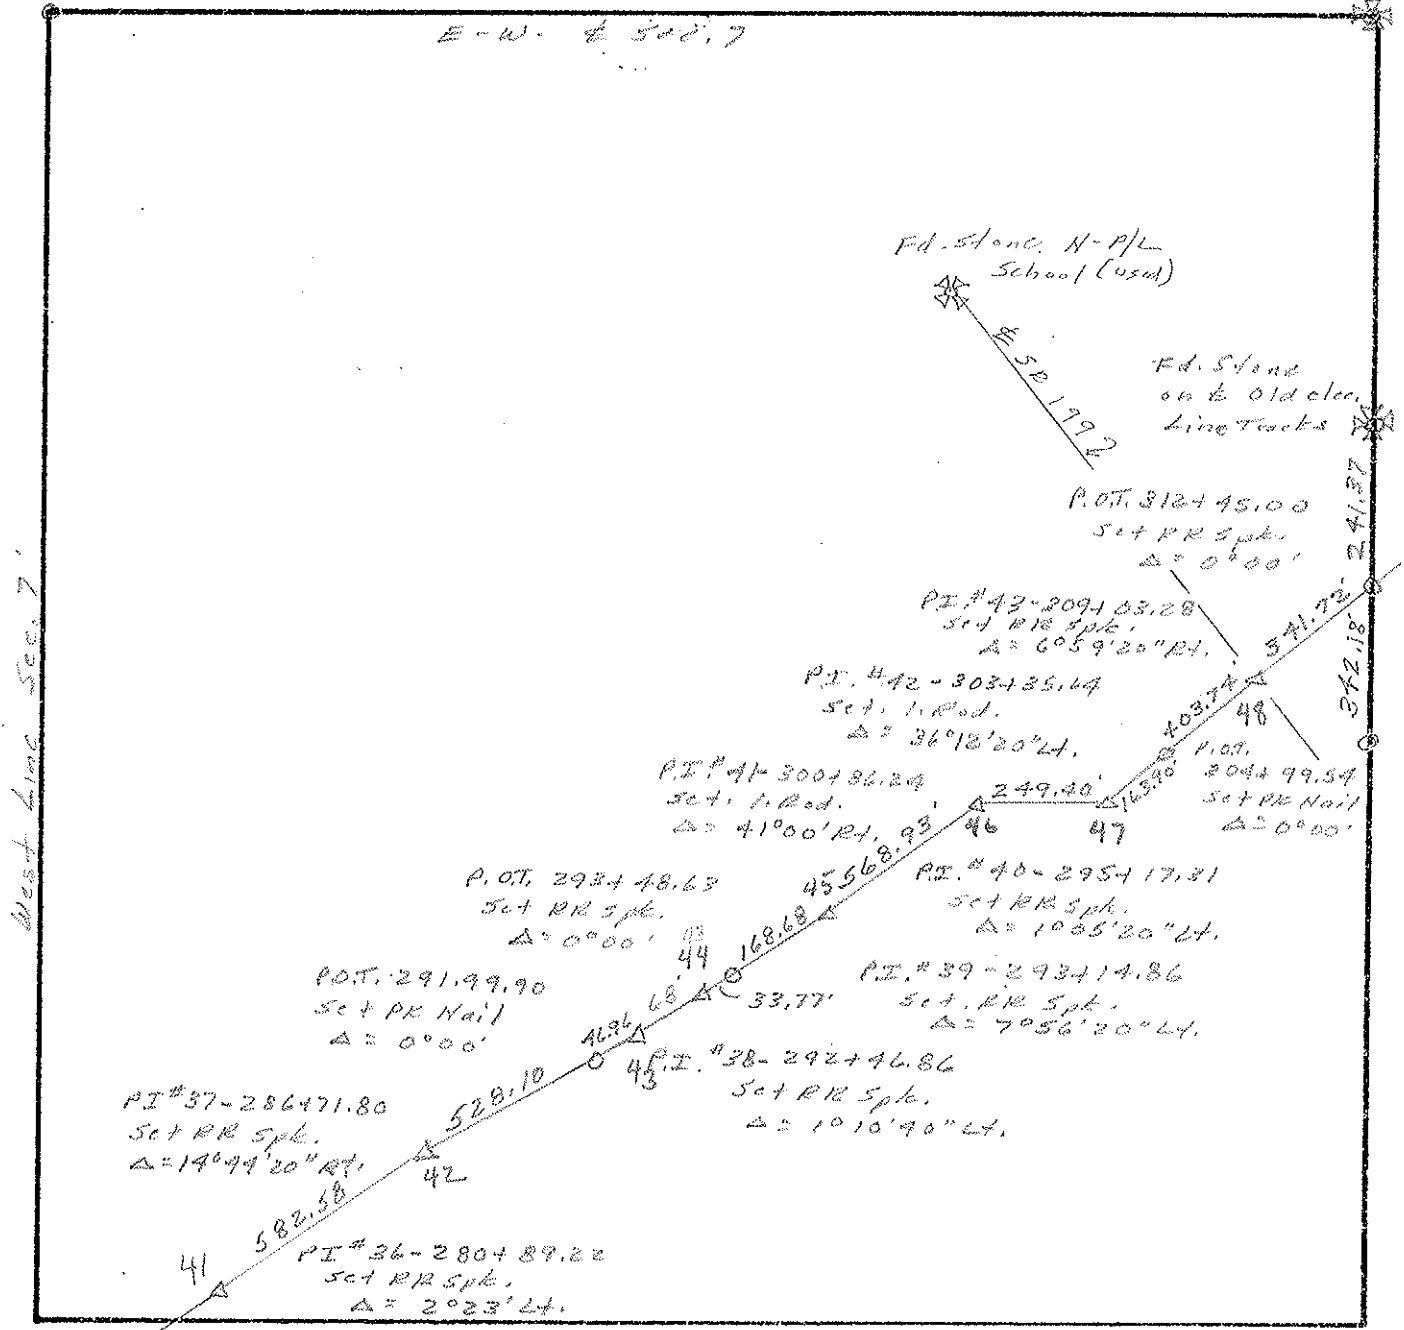 E-W- ℄ Sec. 7
West Line Sec. 7
Fd. Stone N-P/L
School (used)
℄ SR 1992
Fd. Stone
on ℄ Old elec.
Line Tracks
241.37
P.O.T. 312+45.00
Set RR Spk.
Δ = 0°00'
P.I. #43-309+03.28
Set RR Spk.
Δ = 6°59'20" Rt.
341.72'
342.18'
P.I. #42-303+35.64
Set. I. Rod.
Δ = 36°12'20" Lt.
403.74
48
P.O.T.
304+99.54
Set PK Nail
Δ = 0°00'
163.90'
P.I. #41-300+86.24
Set. I. Rod.
Δ = 41°00' Rt.
249.40'
46
47
568.93'
P.O.T. 293+48.63
Set RR Spk.
Δ = 0°00'
45
P.I. #40-295+17.31
Set RR Spk.
Δ = 1°05'20" Lt.
168.68
44
P.O.T. 291.99.90
Set PK Nail
Δ = 0°00'
68'
33.77'
P.I. #39-293+14.86
Set. RR Spk.
Δ = 7°56'20" Lt.
46.96
43
P.I. #38-292+46.86
Set RR Spk.
Δ = 1°10'40" Lt.
528.10
PI #37-286+71.80
Set RR Spk.
Δ = 14°44'20" Rt.
42
582.58
41
PI #36-280+89.22
Set RR Spk.
Δ = 2°23' Lt.